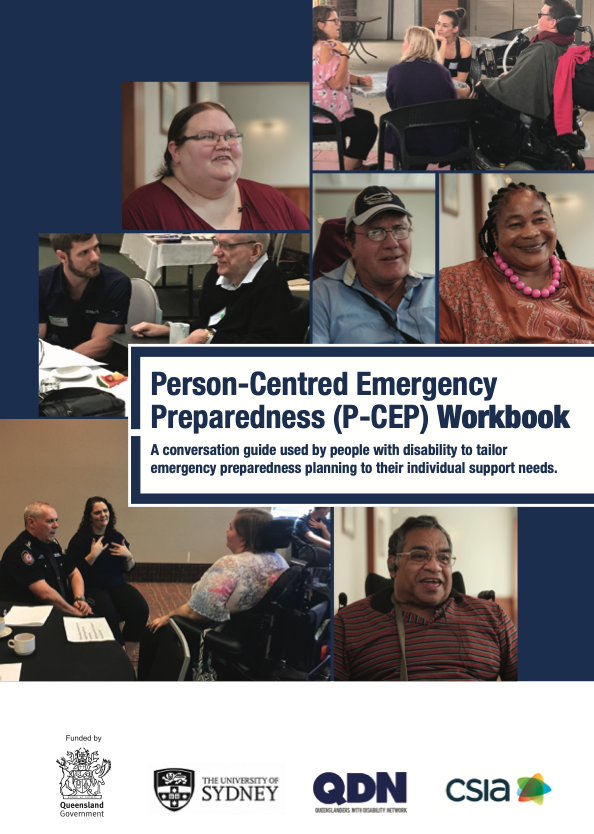 Person-Centred Emergency
Preparedness (P-CEP) Workbook
A conversation guide used by people with disability to tailor
emergency preparedness planning to their individual support needs.
Funded by
Queensland
Government
THE UNIVERSITY OF
SYDNEY
QDN
QUEENSLANDERS WITH DISABILITY NETWORK
CSIA